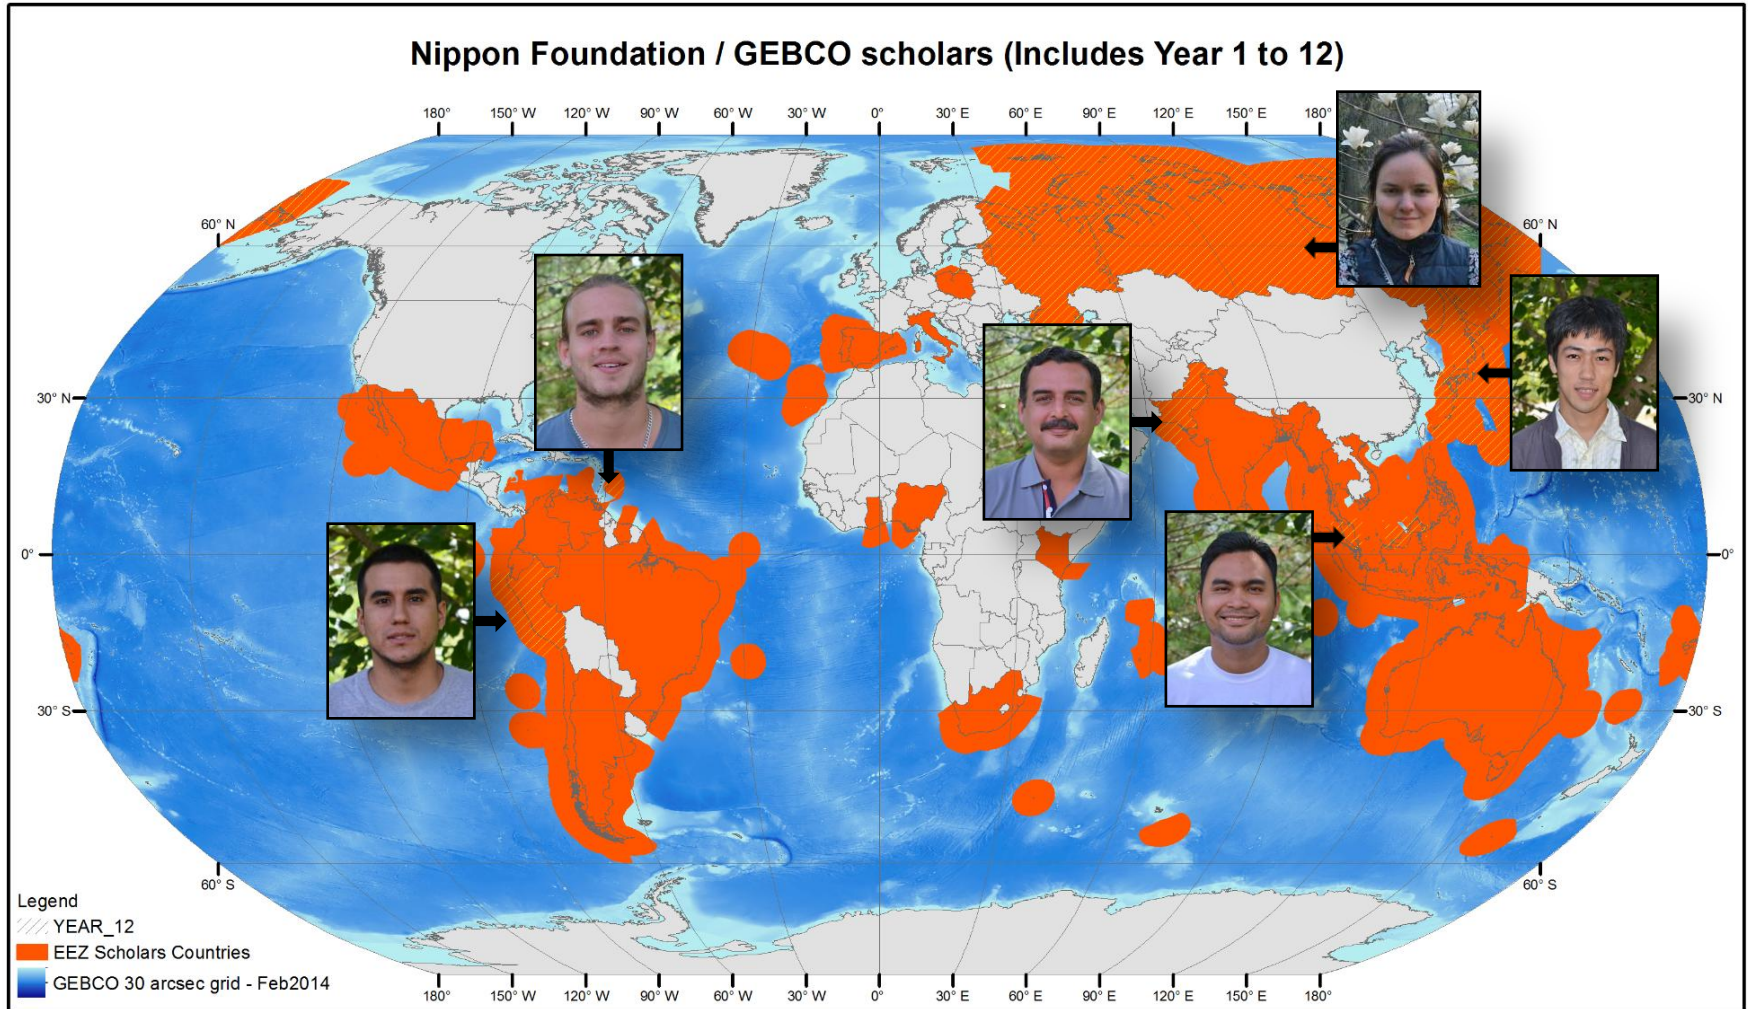 Nippon Foundation / GEBCO scholars (Includes Year 1 to 12)
180° 150° W 120° W 90° W 60° W 30° W 0° 30° E 60° E 90° E 120° E 150° E 180°
60° N 60° N
30° N 30° N
0° 0°
30° S 30° S
60° S 60° S
Legend
YEAR_12
EEZ Scholars Countries
GEBCO 30 arcsec grid - Feb2014
180° 150° W 120° W 90° W 60° W 30° W 0° 30° E 60° E 90° E 120° E 150° E 180°